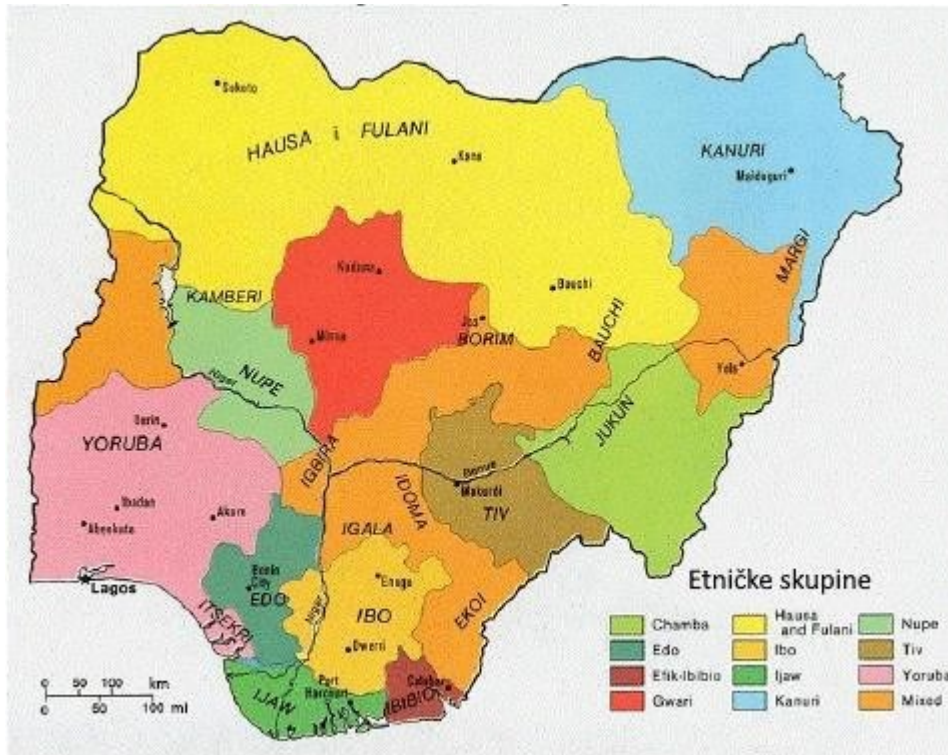 Sokoto
HAUSA i FULANI
Kano
KANURI
Maiduguri
MARGI
KAMBERI
Kaduna
Bauchi
BAUCHI
Minna
Jos
BORIM
Yola
NUPE
Niger
JUKUN
YORUBA
Ilorin
IGBIRA
Benue
Makurdi
TIV
IDOMA
Ibadan
Abeokuta
Akure
IGALA
Lagos
Benin
City
EDO
ITSEKRI
Niger
Enugu
IBO
Owerri
EKOI
IJAW
Port
Harcourt
Calabar
IBIBIO
0 50 100 km
0 50 100 mi
Etničke skupine
Chamba
Edo
Efik-Ibibio
Gwari
Hausa
and Fulani
Ibo
Ijaw
Kanuri
Nupe
Tiv
Yoruba
Mixed